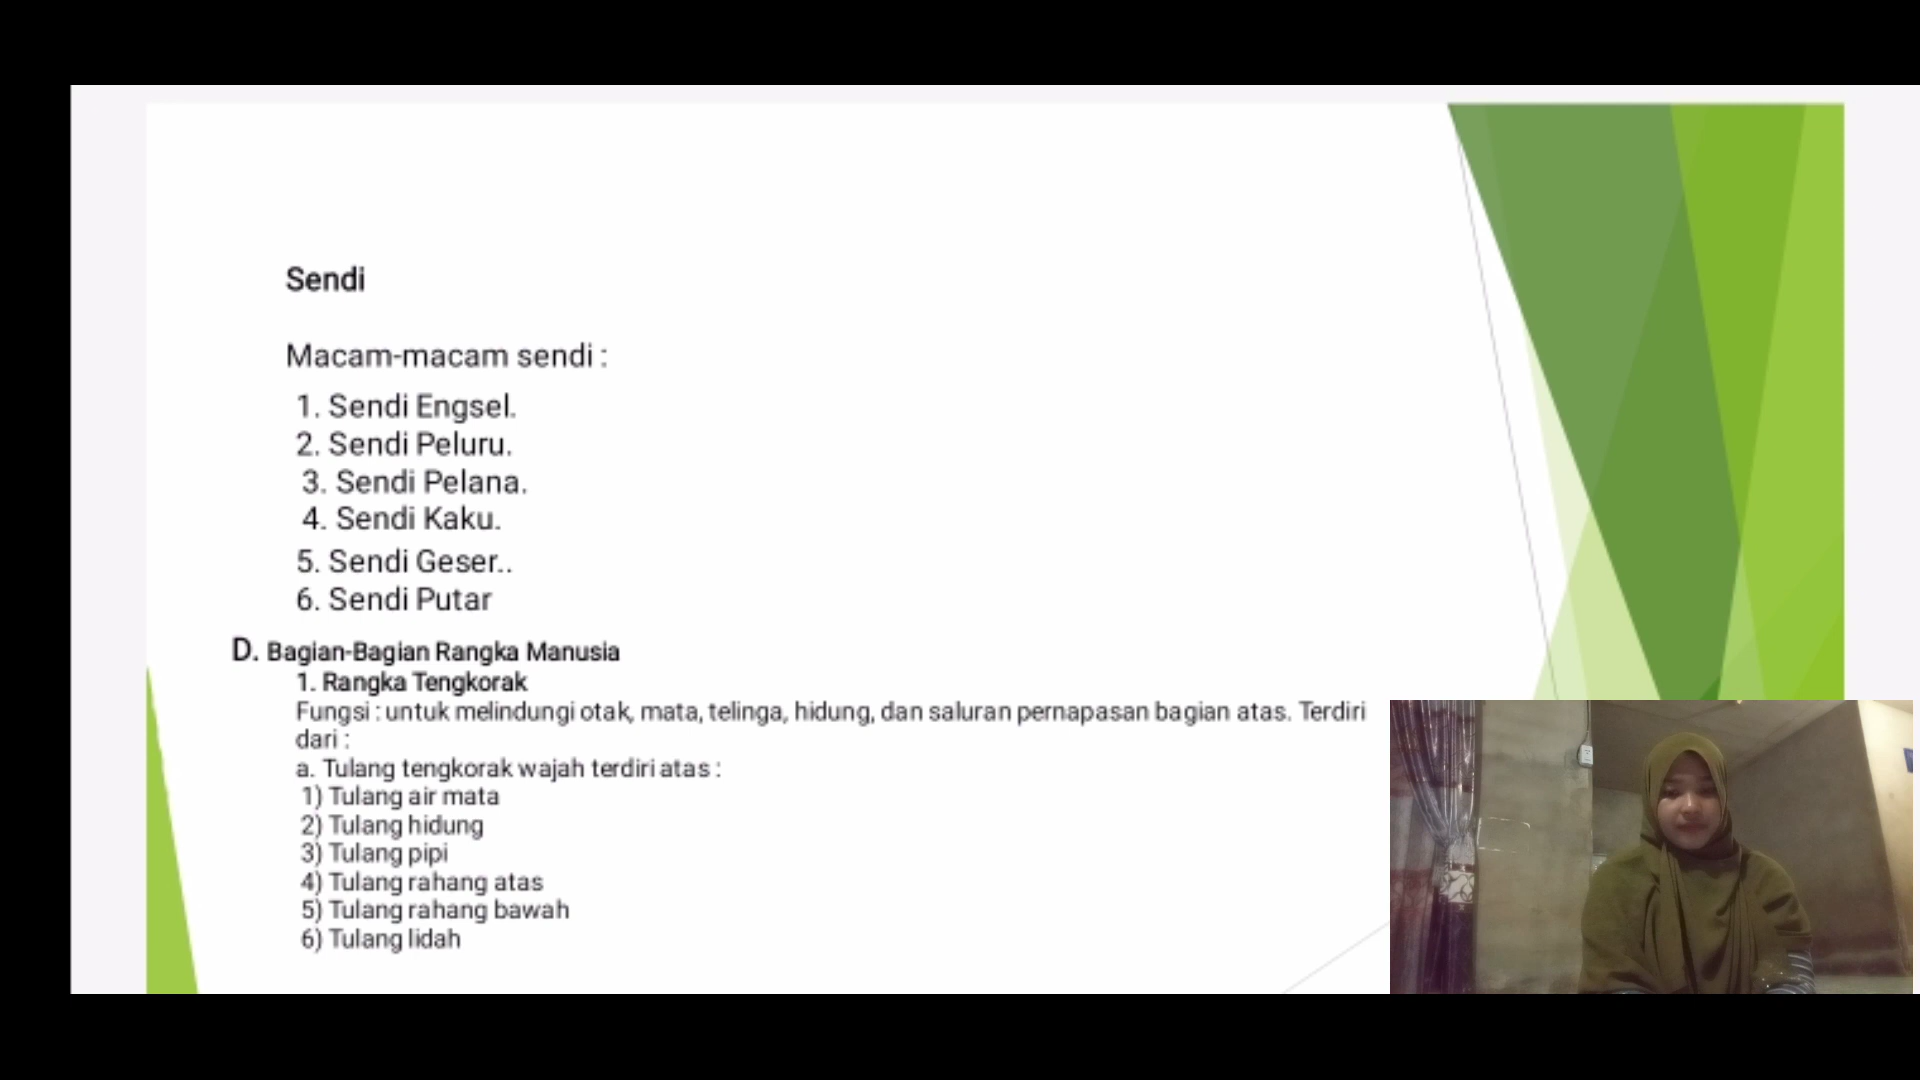 Sendi
Macam-macam sendi :
1. Sendi Engsel.
2. Sendi Peluru.
3. Sendi Pelana.
4. Sendi Kaku.
5. Sendi Geser..
6. Sendi Putar
D. Bagian-Bagian Rangka Manusia
1. Rangka Tengkorak
Fungsi : untuk melindungi otak, mata, telinga, hidung, dan saluran pernapasan bagian atas. Terdiri
dari :
a. Tulang tengkorak wajah terdiri atas :
1) Tulang air mata
2) Tulang hidung
3) Tulang pipi
4) Tulang rahang atas
5) Tulang rahang bawah
6) Tulang lidah